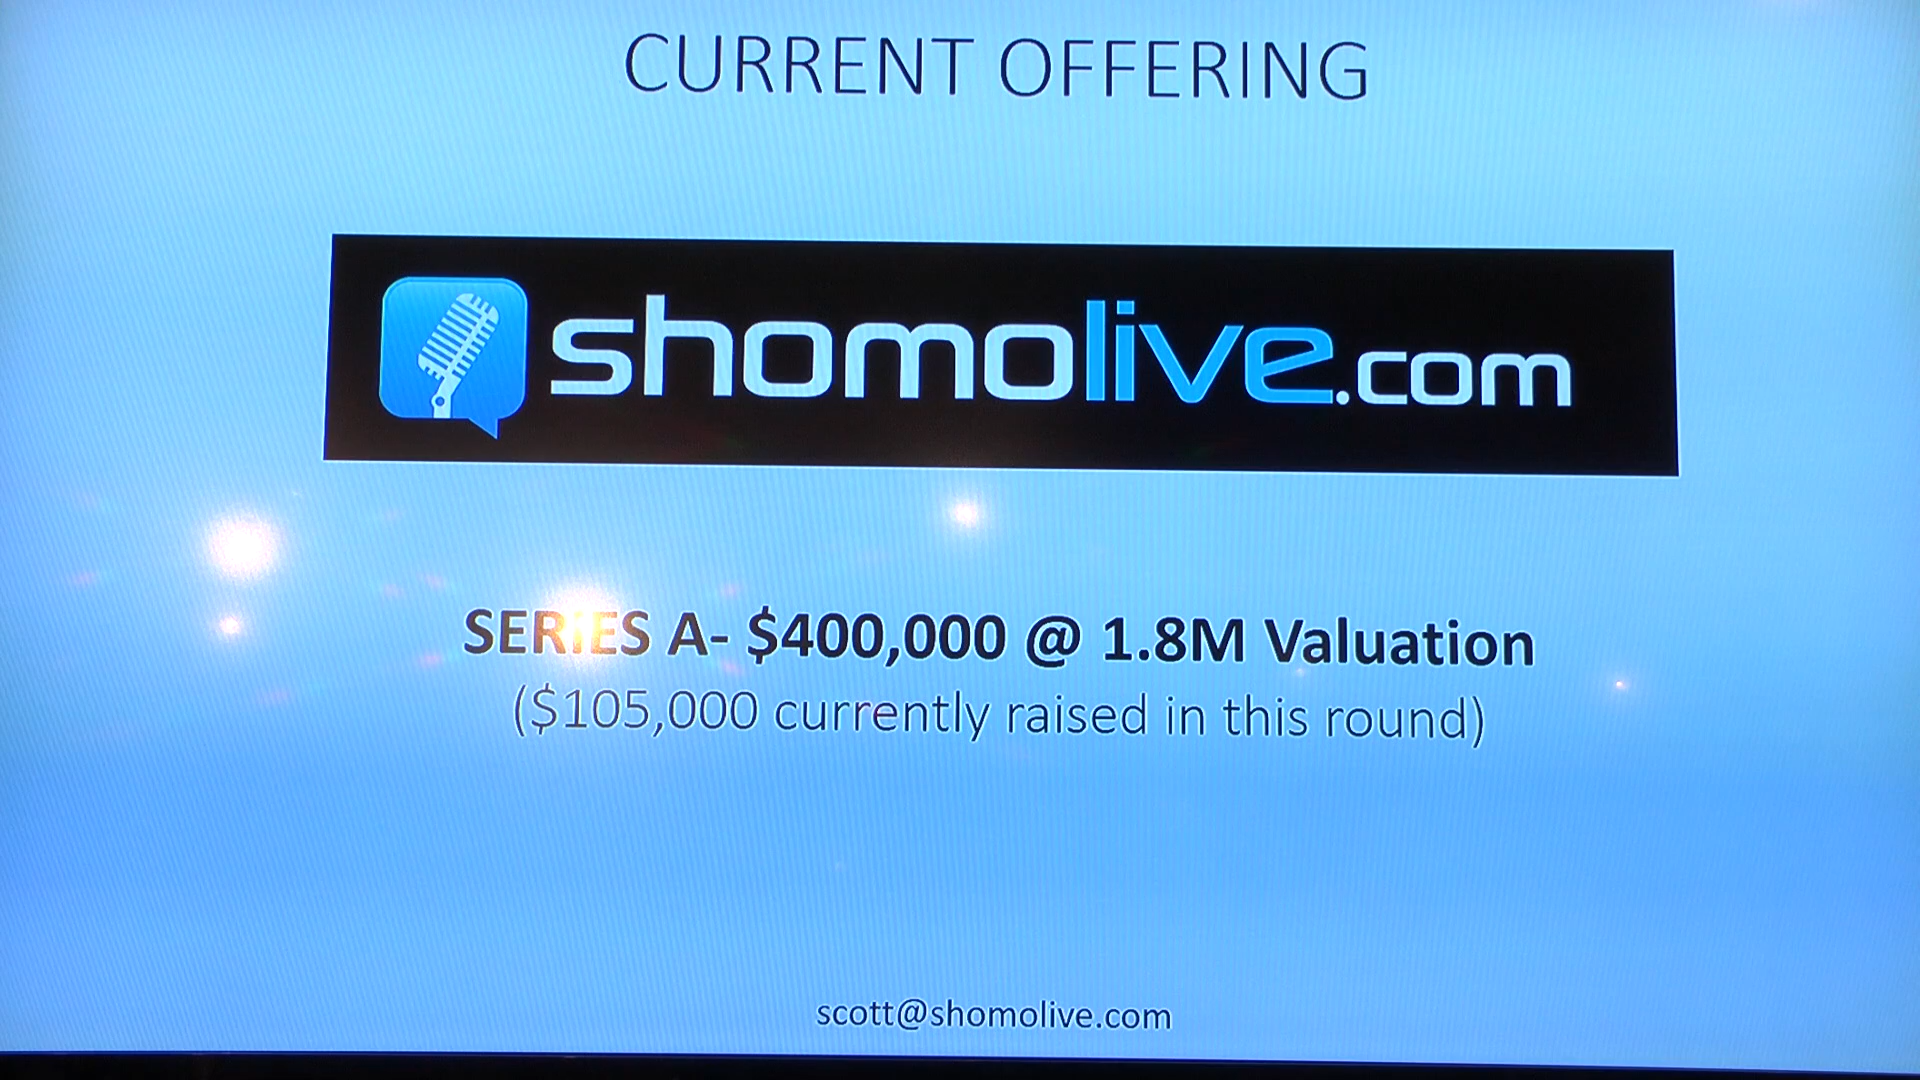 CURRENT OFFERING
shomolive.com
SERIES A- $400,000 @ 1.8M Valuation
($105,000 currently raised in this round)
scott@shomolive.com